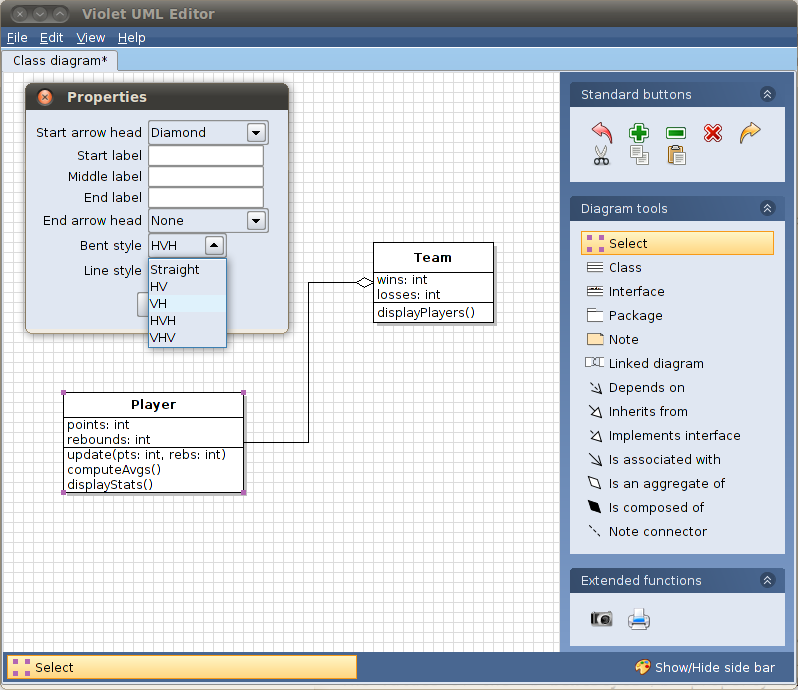 Violet UML Editor
File Edit View Help
Class diagram*
Properties
Start arrow head Diamond
Start label
Middle label
End label
End arrow head None
Bent style HVH
Line style
Straight
HV
VH
HVH
VHV
Team
wins: int
losses: int
displayPlayers()
Player
points: int
rebounds: int
update(pts: int, rebs: int)
computeAvgs()
displayStats()
Standard buttons
Diagram tools
Select
Class
Interface
Package
Note
Linked diagram
Depends on
Inherits from
Implements interface
Is associated with
Is an aggregate of
Is composed of
Note connector
Extended functions
Select
Show/Hide side bar